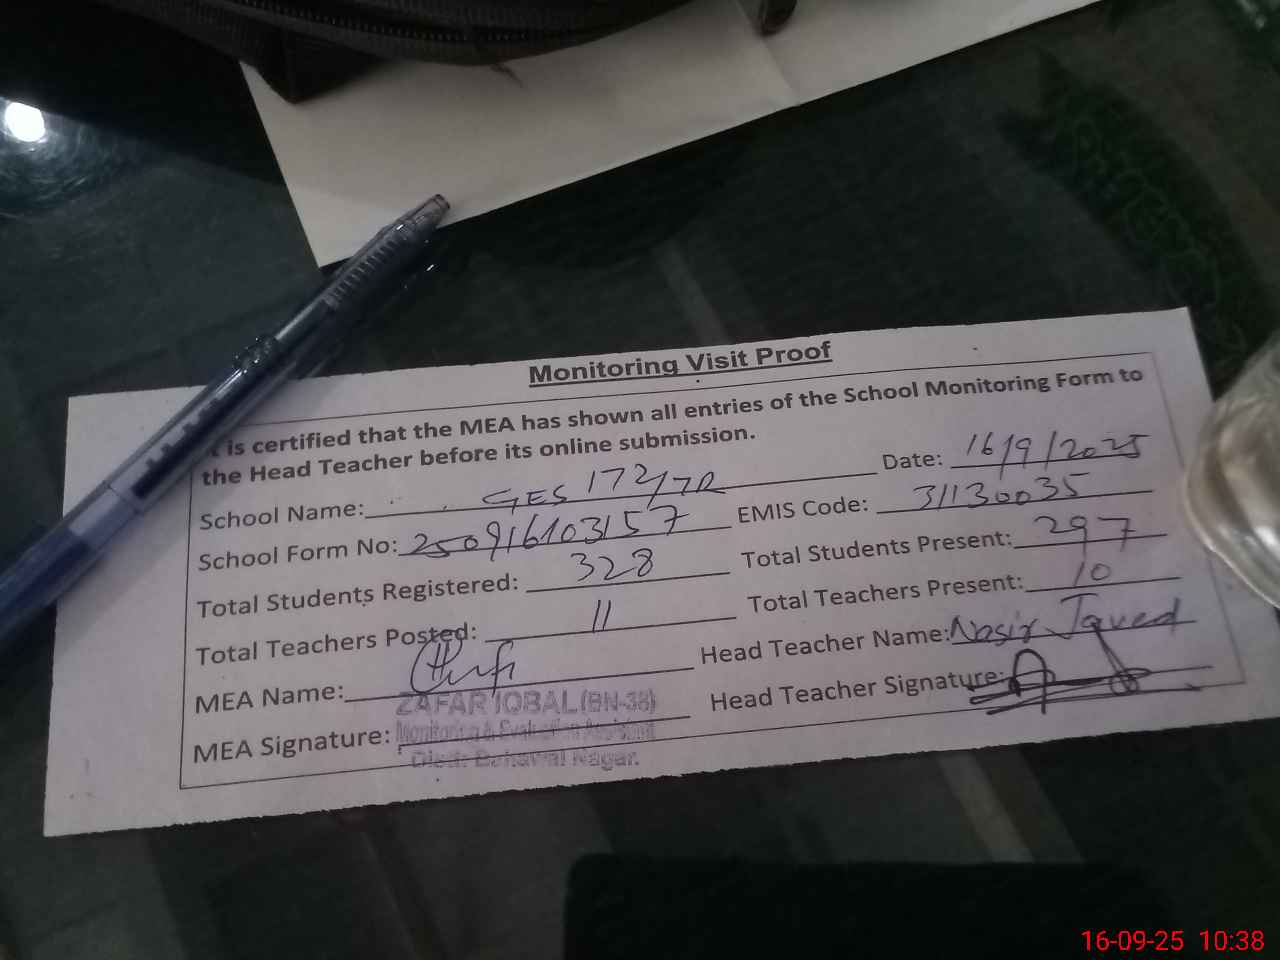 Monitoring Visit Proof
is certified that the MEA has shown all entries of the School Monitoring Form to
the Head Teacher before its online submission.
School Name: GES 172/7R Date: 16/9/2025
School Form No: 250916103157 EMIS Code: 31130035
Total Students Registered: 328 Total Students Present: 297
Total Teachers Posted: 11 Total Teachers Present: 10
MEA Name: Head Teacher Name: Nasir Javed
MEA Signature: Head Teacher Signature:
ZAFAR IQBAL (BN-38)
Monitoring & Evaluation Assistant
Distt: Bahawal Nagar.
16-09-25 10:38